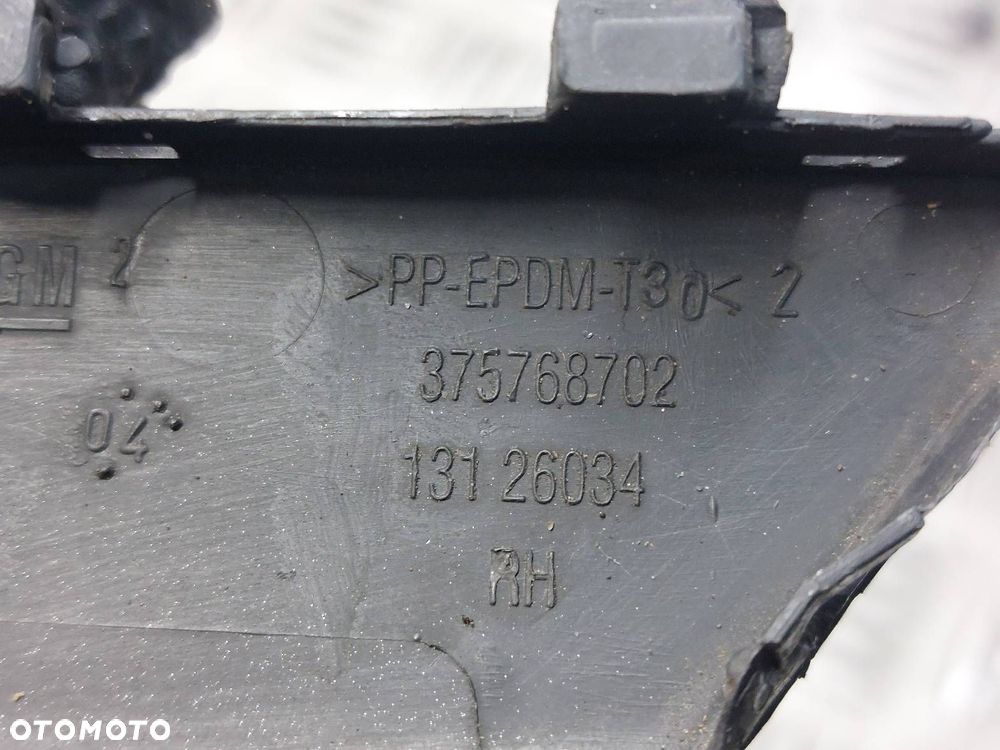 GM 2 >PP-EPDM-T30< 2
375768702
04
131 26034
RH
OTOMOTO